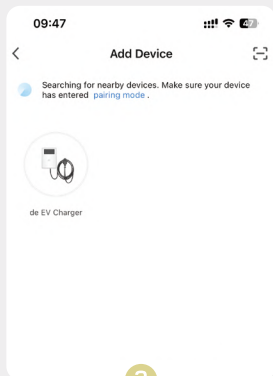 09:47
47
Add Device
Searching for nearby devices. Make sure your device
has entered pairing mode .
de EV Charger